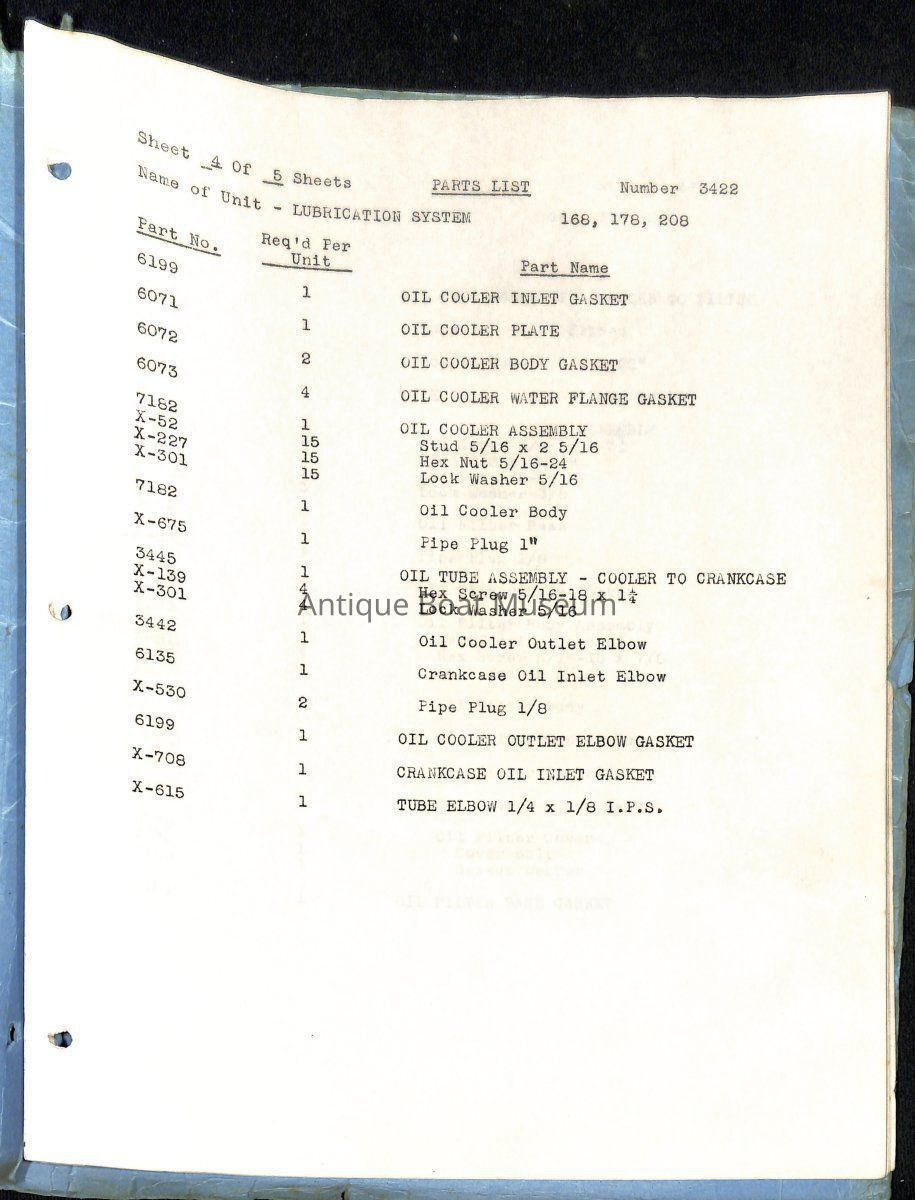 Sheet 4 Of 5 Sheets PARTS LIST Number 3422
Name of Unit - LUBRICATION SYSTEM 168, 178, 208
Part No. Req'd Per Unit Part Name
6199 1 OIL COOLER INLET GASKET
6071 1 OIL COOLER PLATE
6072 2 OIL COOLER BODY GASKET
6073 4 OIL COOLER WATER FLANGE GASKET
7182 1 OIL COOLER ASSEMBLY
X-52 15 Stud 5/16 x 2 5/16
X-227 15 Hex Nut 5/16-24
X-301 15 Lock Washer 5/16
7182 1 Oil Cooler Body
X-675 1 Pipe Plug 1"
3445 1 OIL TUBE ASSEMBLY - COOLER TO CRANKCASE
X-139 4 Hex Screw 5/16-18 x 1¼
X-301 4 Lock Washer 5/16
Antique Boat Museum
3442 1 Oil Cooler Outlet Elbow
6135 1 Crankcase Oil Inlet Elbow
X-530 2 Pipe Plug 1/8
6199 1 OIL COOLER OUTLET ELBOW GASKET
X-708 1 CRANKCASE OIL INLET GASKET
X-615 1 TUBE ELBOW 1/4 x 1/8 I.P.S.